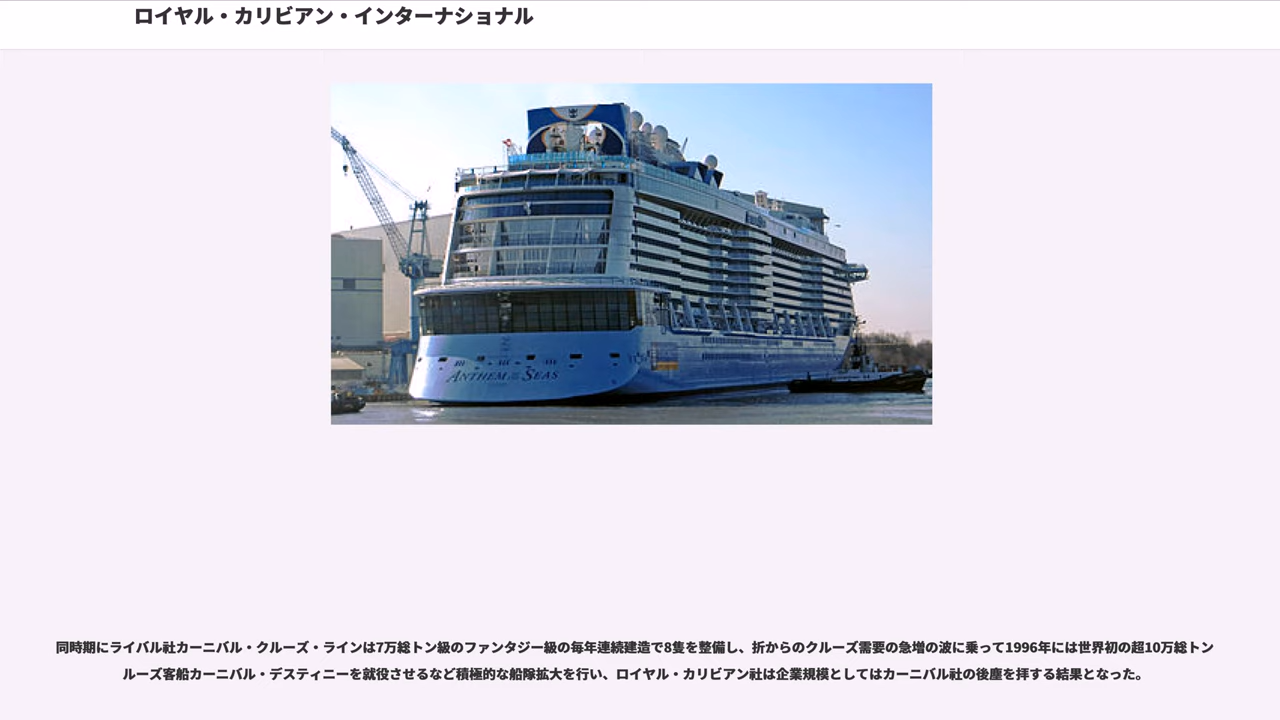 ロイヤル・カリビアン・インターナショナル
ANTHEM OF THE SEAS
同時期にライバル社カーニバル・クルーズ・ラインは7万総トン級のファンタジー級の毎年連続建造で8隻を整備し、折からのクルーズ需要の急増の波に乗って1996年には世界初の超10万総トン
ルーズ客船カーニバル・デスティニーを就役させるなど積極的な船隊拡大を行い、ロイヤル・カリビアン社は企業規模としてはカーニバル社の後塵を拝する結果となった。